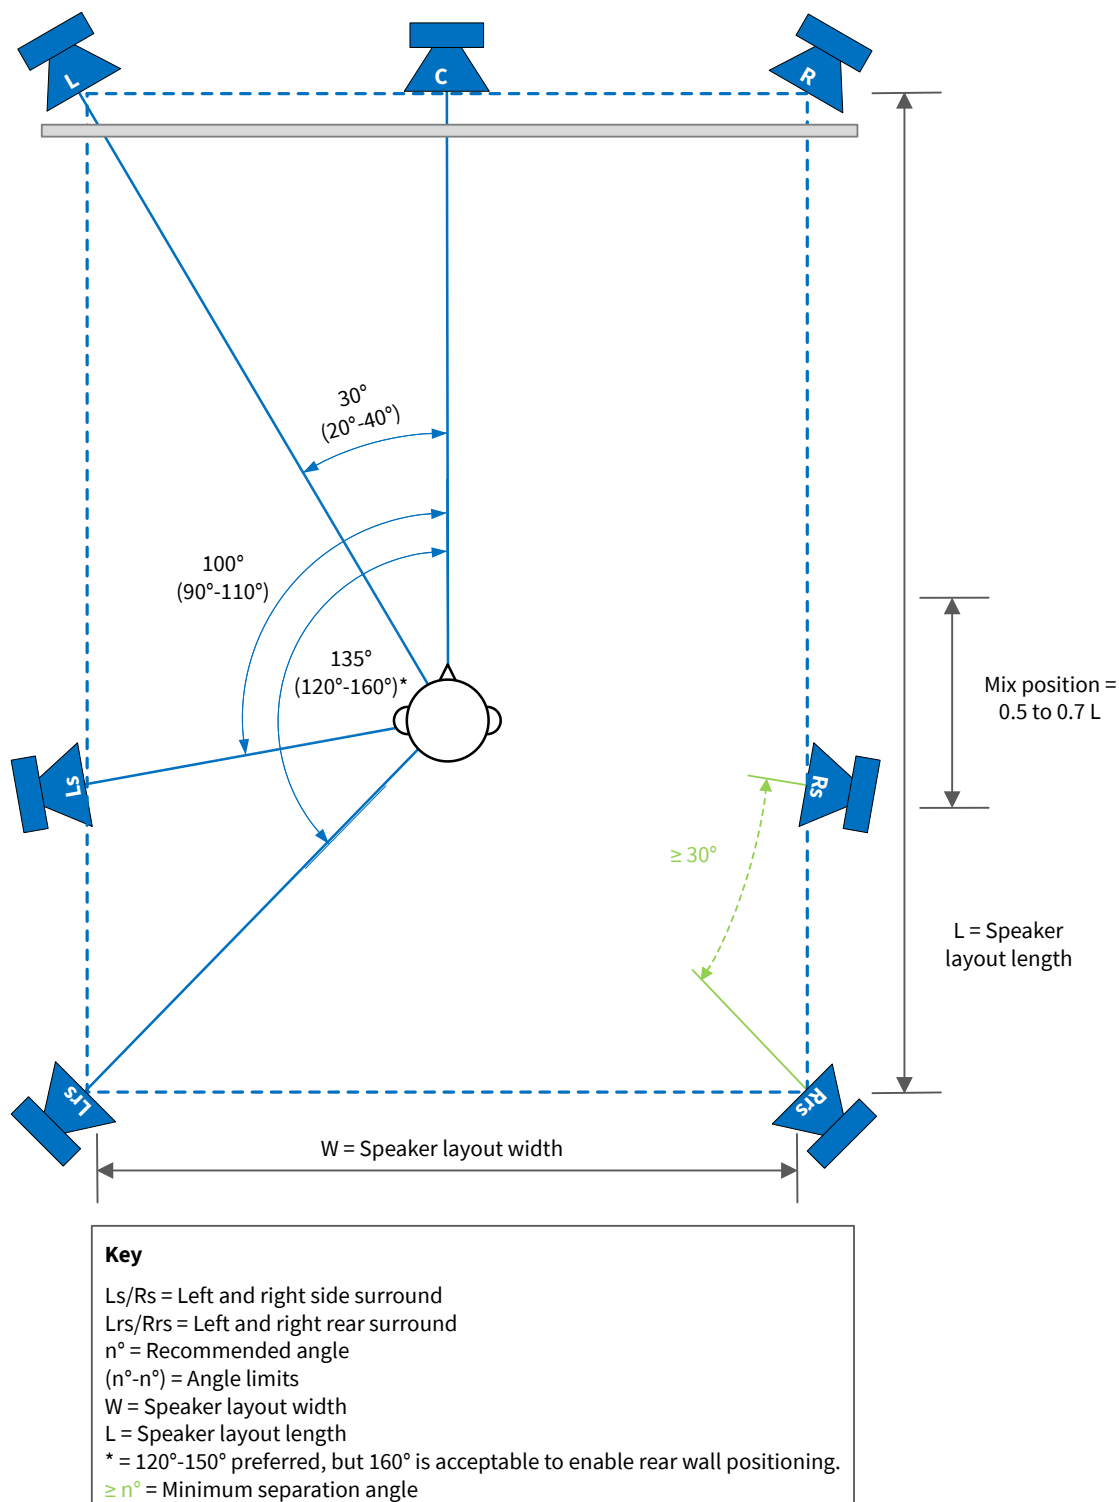 L
C
R
30°
(20°-40°)
100°
(90°-110°)
135°
(120°-160°)*
Mix position =
0.5 to 0.7 L
Ls
Rs
≥ 30°
L = Speaker
layout length
Lrs
Rrs
W = Speaker layout width
Key
Ls/Rs = Left and right side surround
Lrs/Rrs = Left and right rear surround
n° = Recommended angle
(n°-n°) = Angle limits
W = Speaker layout width
L = Speaker layout length
* = 120°-150° preferred, but 160° is acceptable to enable rear wall positioning.
≥ n° = Minimum separation angle